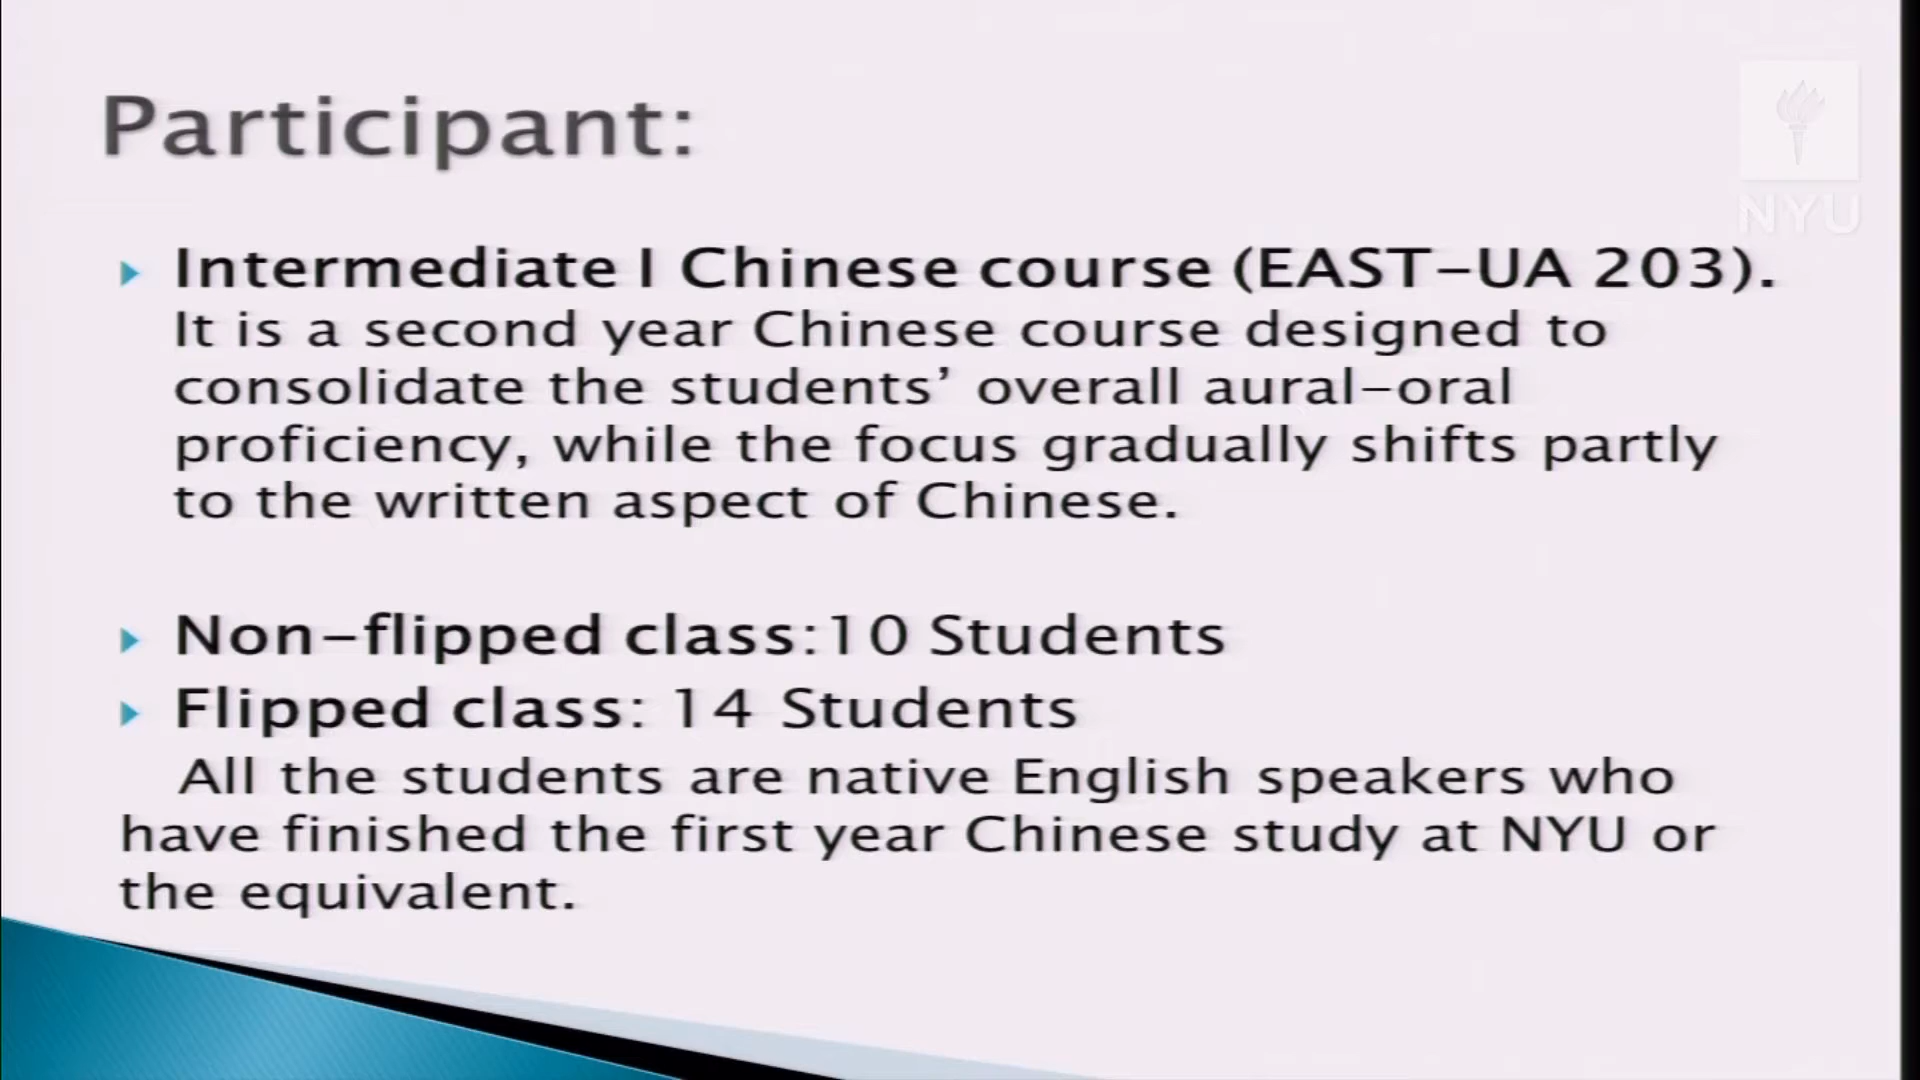 Participant:
NYU
Intermediate I Chinese course (EAST-UA 203).
It is a second year Chinese course designed to
consolidate the students’ overall aural-oral
proficiency, while the focus gradually shifts partly
to the written aspect of Chinese.
Non-flipped class:10 Students
Flipped class: 14 Students
All the students are native English speakers who
have finished the first year Chinese study at NYU or
the equivalent.